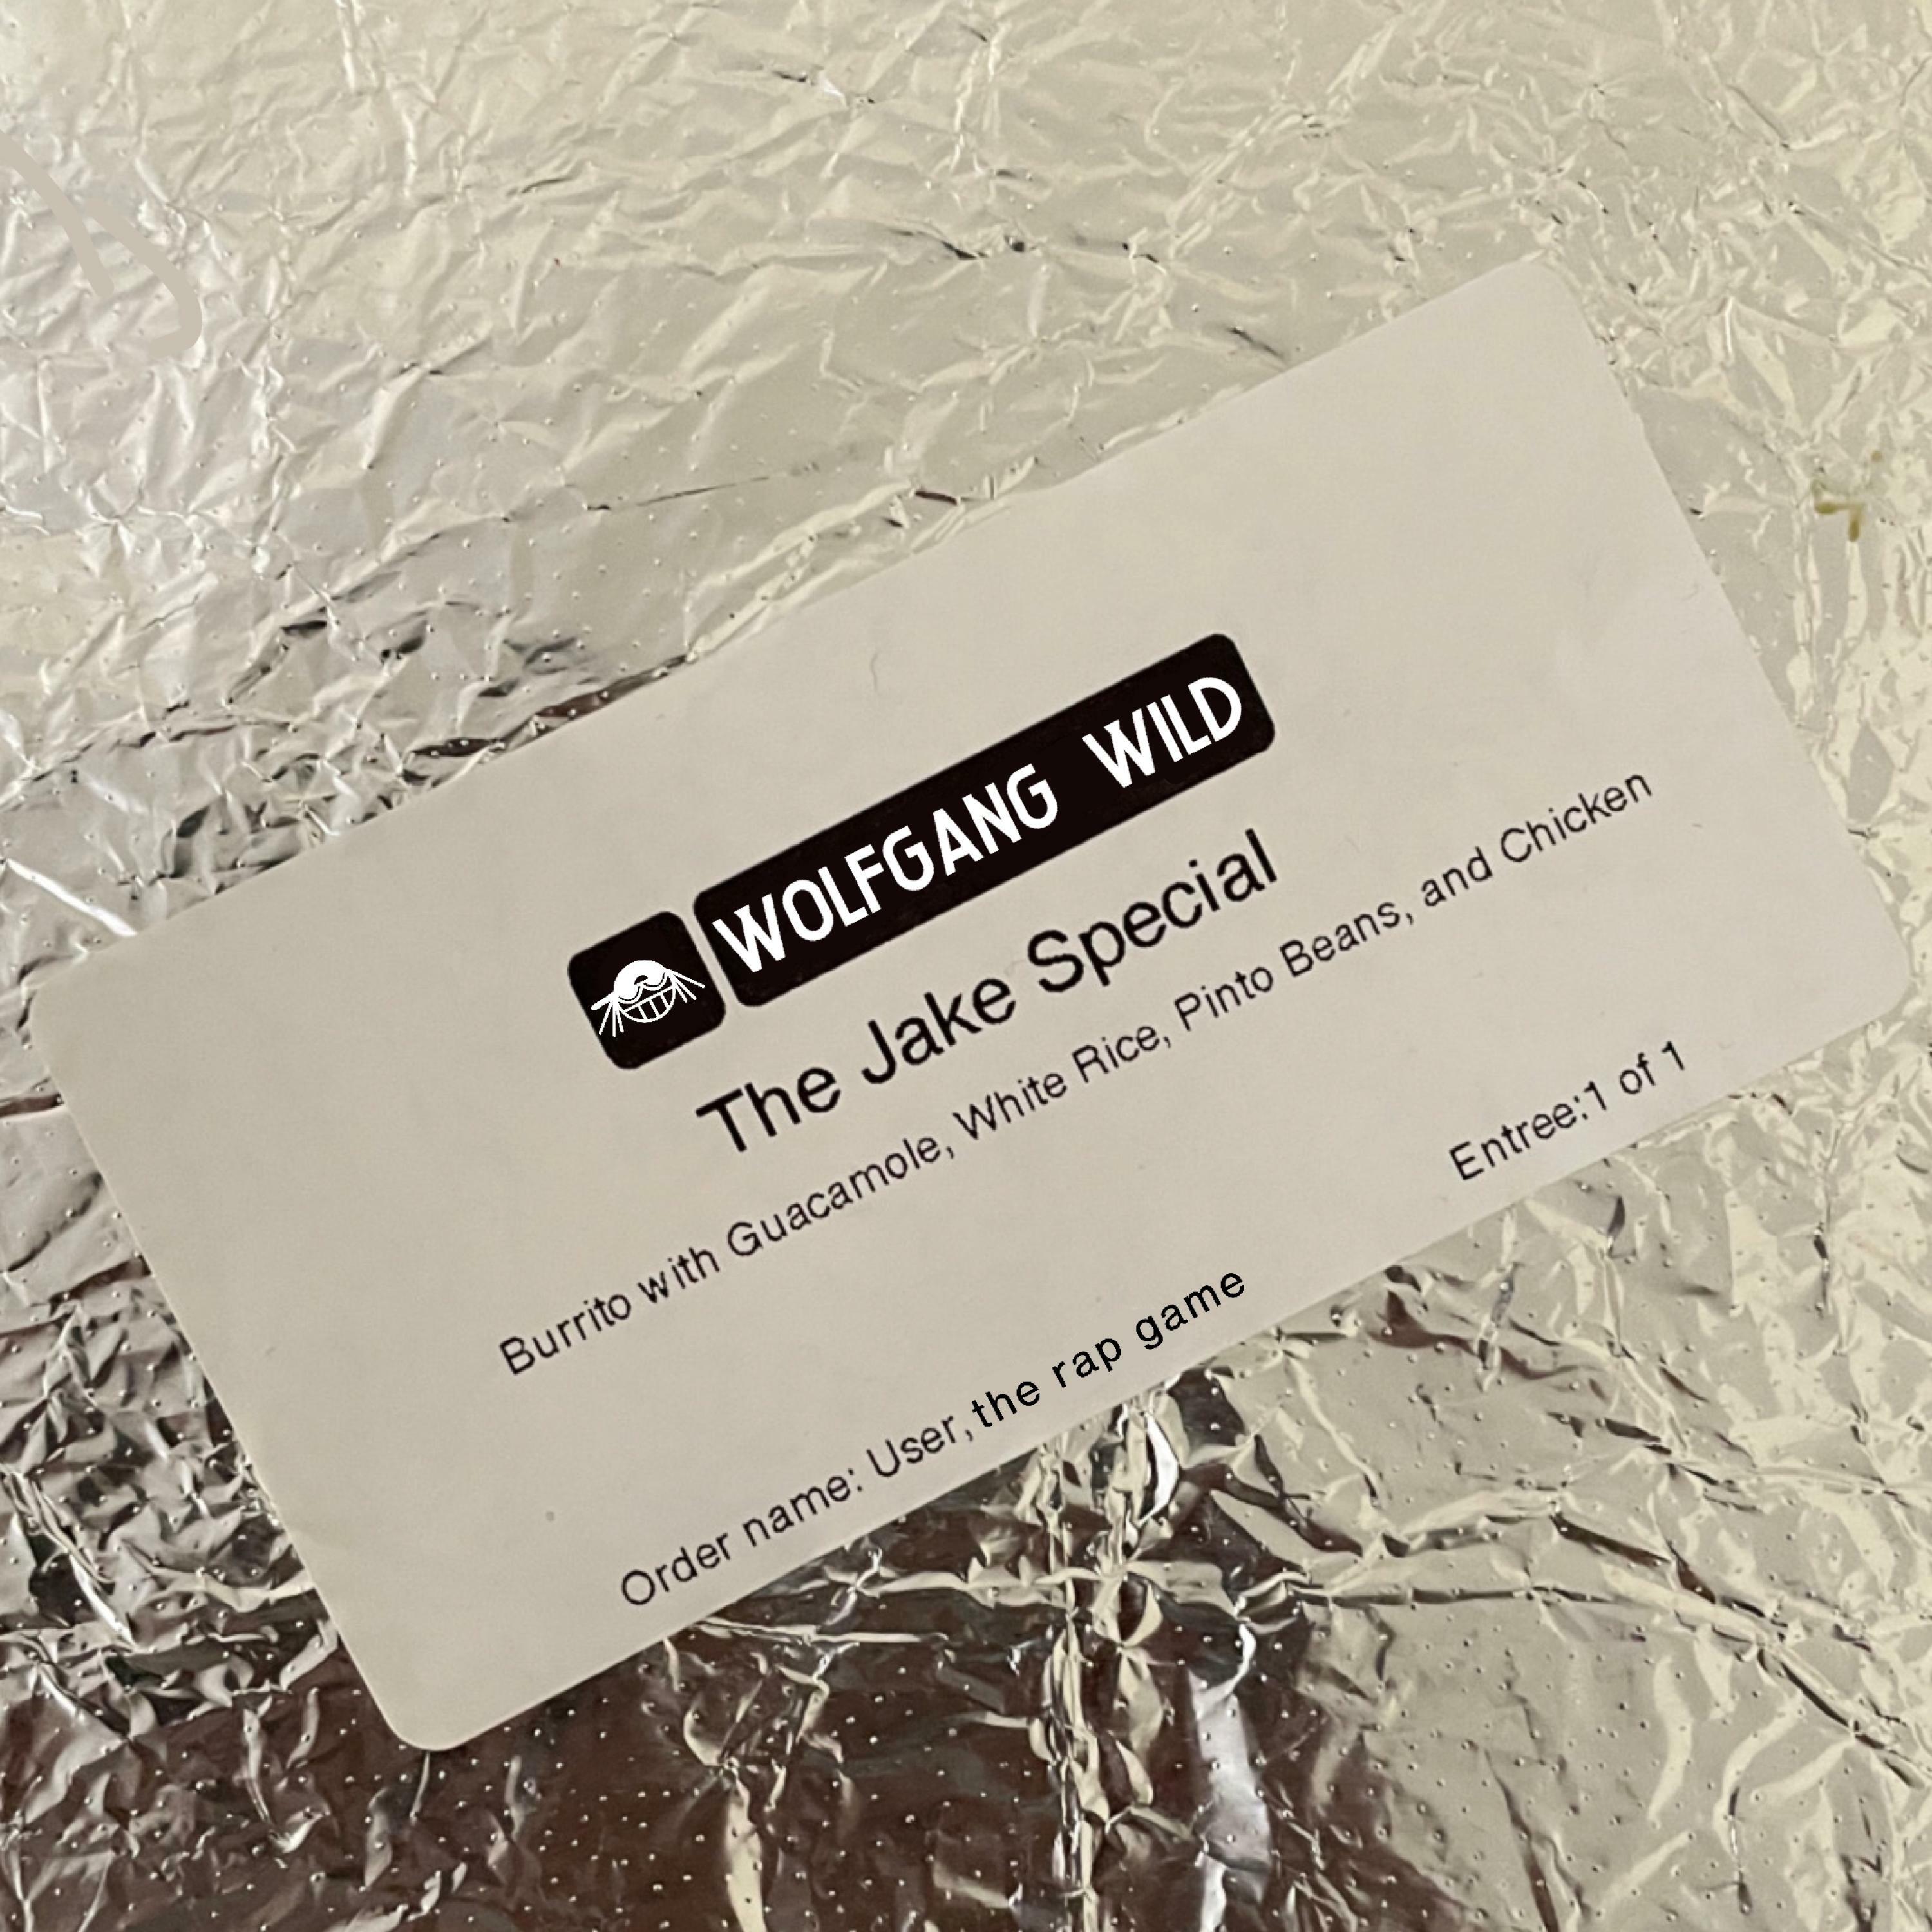 WOLFGANG WILD
The Jake Special
Burrito with Guacamole, White Rice, Pinto Beans, and Chicken
Entree:1 of 1
Order name: User, the rap game